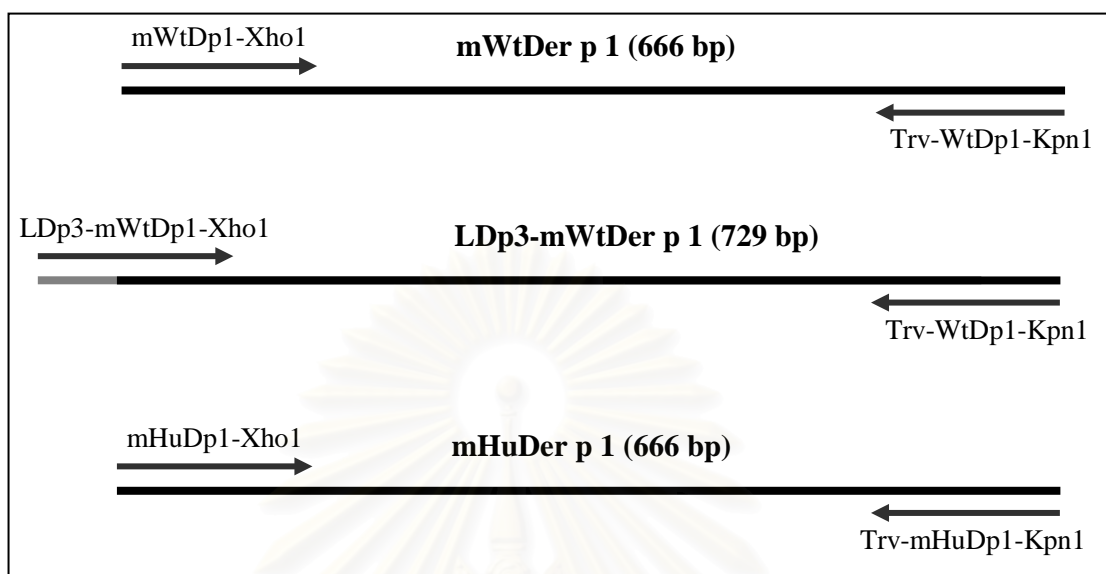 mWtDp1-Xho1
mWtDer p 1 (666 bp)
Trv-WtDp1-Kpn1
LDp3-mWtDp1-Xho1
LDp3-mWtDer p 1 (729 bp)
Trv-WtDp1-Kpn1
mHuDp1-Xho1
mHuDer p 1 (666 bp)
Trv-mHuDp1-Kpn1